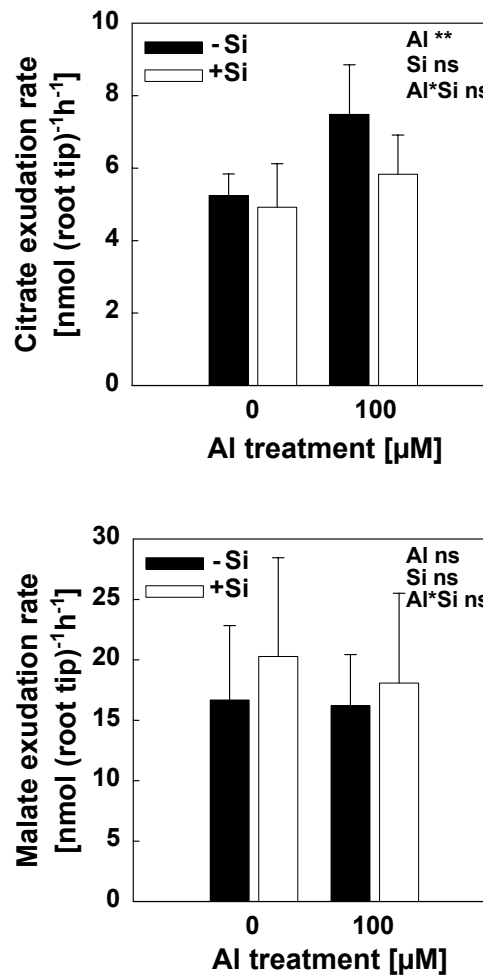 Citrate exudation rate
[nmol (root tip)⁻¹h⁻¹]
10
8
6
4
2
0
- Si
+Si
Al **
Si ns
Al*Si ns
0 100
Al treatment [µM]
Malate exudation rate
[nmol (root tip)⁻¹h⁻¹]
30
25
20
15
10
5
0
- Si
+Si
Al ns
Si ns
Al*Si ns
0 100
Al treatment [µM]